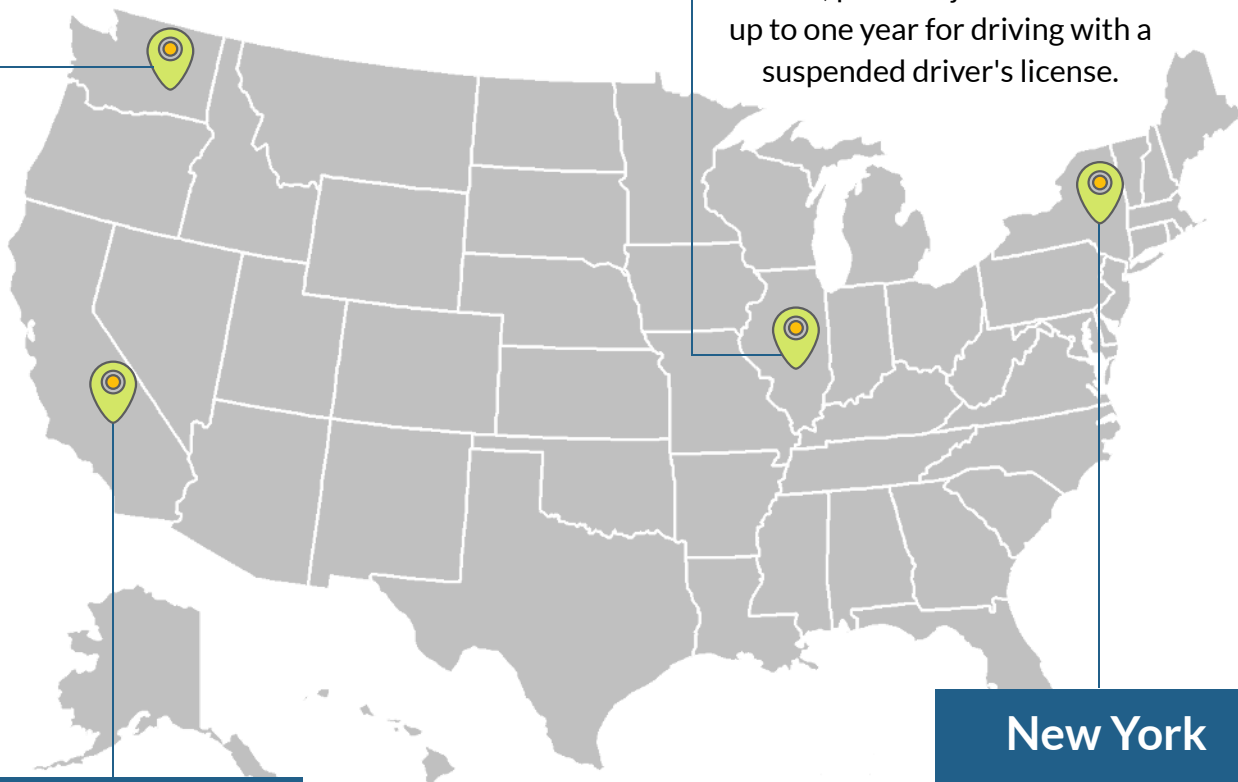 up to one year for driving with a
suspended driver's license.
New York